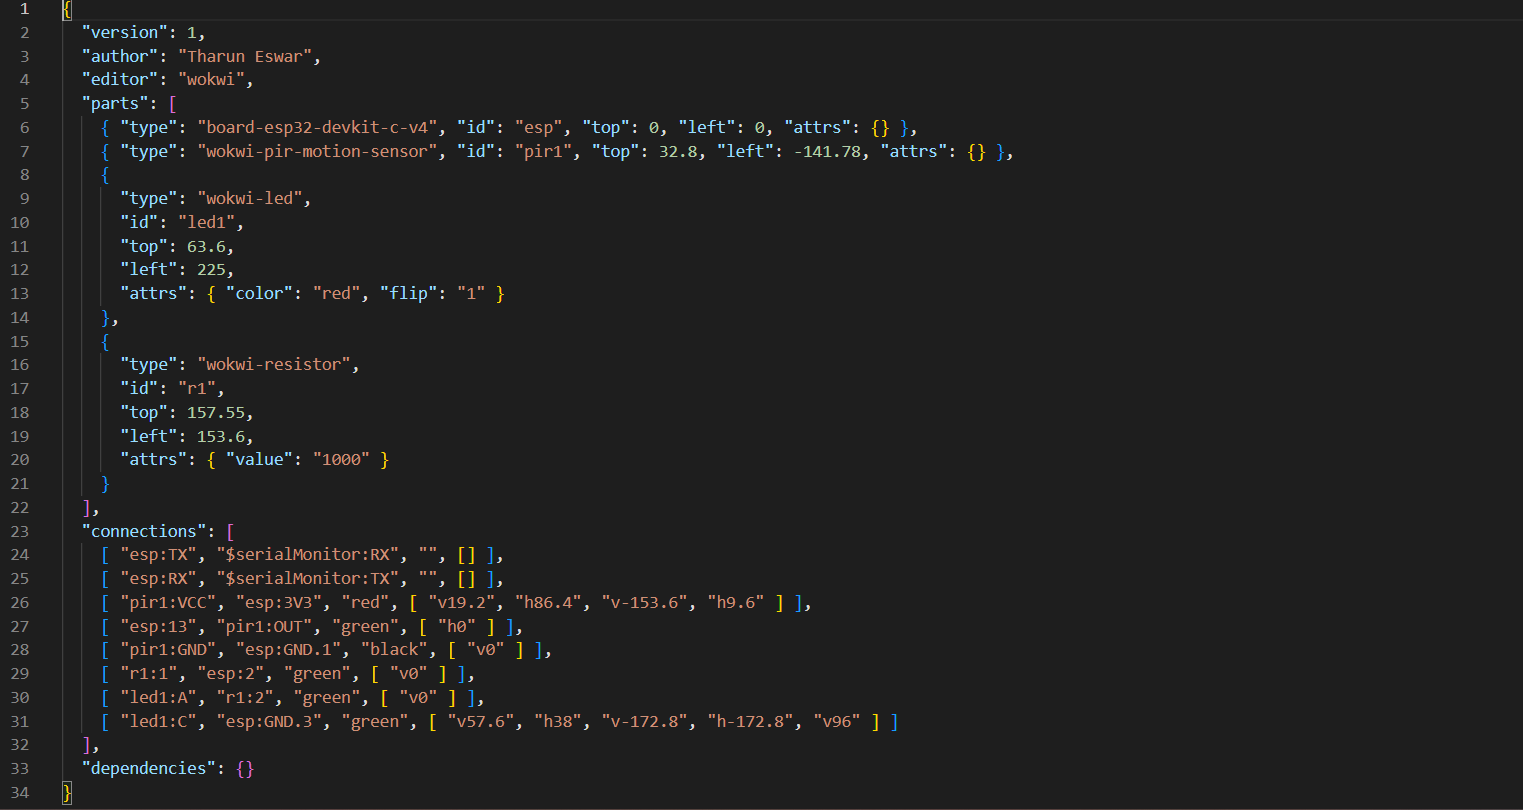 1 {
2 "version": 1,
3 "author": "Tharun Eswar",
4 "editor": "wokwi",
5 "parts": [
6 { "type": "board-esp32-devkit-c-v4", "id": "esp", "top": 0, "left": 0, "attrs": {} },
7 { "type": "wokwi-pir-motion-sensor", "id": "pir1", "top": 32.8, "left": -141.78, "attrs": {} },
8 {
9 "type": "wokwi-led",
10 "id": "led1",
11 "top": 63.6,
12 "left": 225,
13 "attrs": { "color": "red", "flip": "1" }
14 },
15 {
16 "type": "wokwi-resistor",
17 "id": "r1",
18 "top": 157.55,
19 "left": 153.6,
20 "attrs": { "value": "1000" }
21 }
22 ],
23 "connections": [
24 [ "esp:TX", "$serialMonitor:RX", "", [] ],
25 [ "esp:RX", "$serialMonitor:TX", "", [] ],
26 [ "pir1:VCC", "esp:3V3", "red", [ "v19.2", "h86.4", "v-153.6", "h9.6" ] ],
27 [ "esp:13", "pir1:OUT", "green", [ "h0" ] ],
28 [ "pir1:GND", "esp:GND.1", "black", [ "v0" ] ],
29 [ "r1:1", "esp:2", "green", [ "v0" ] ],
30 [ "led1:A", "r1:2", "green", [ "v0" ] ],
31 [ "led1:C", "esp:GND.3", "green", [ "v57.6", "h38", "v-172.8", "h-172.8", "v96" ] ]
32 ],
33 "dependencies": {}
34 }